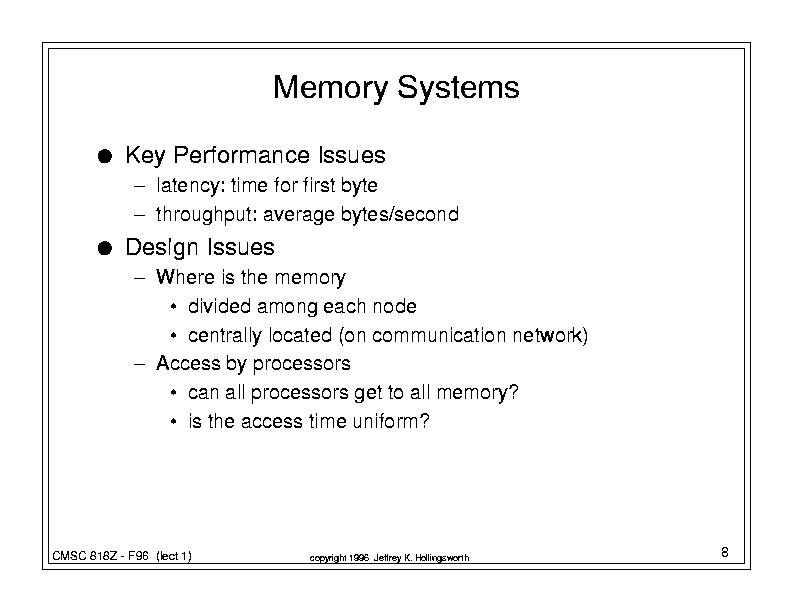 Memory Systems
● Key Performance Issues
– latency: time for first byte
– throughput: average bytes/second
● Design Issues
– Where is the memory
• divided among each node
• centrally located (on communication network)
– Access by processors
• can all processors get to all memory?
• is the access time uniform?
CMSC 818Z - F96 (lect 1)
copyright 1996 Jeffrey K. Hollingsworth
8